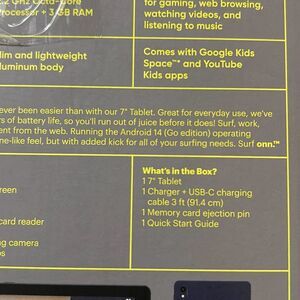 .2 GHz Octa-Core
Processor + 3 GB RAM
for gaming, web browsing,
watching videos, and
listening to music
lim and lightweight
luminum body
Comes with Google Kids
Space™* and YouTube
Kids apps
ever been easier than with our 7" Tablet. Great for everyday use, we've
rs of battery life, so you'll run out of juice before it does! Surf, work,
ent from the web. Running the Android 14 (Go edition) operating
ne-like feel, but with added kick for all of your surfing needs. Surf onn.™
What's in the Box?
1 7" Tablet
1 Charger + USB-C charging
cable 3 ft (91.4 cm)
1 Memory card ejection pin
1 Quick Start Guide
reen
card reader
ng camera
ps